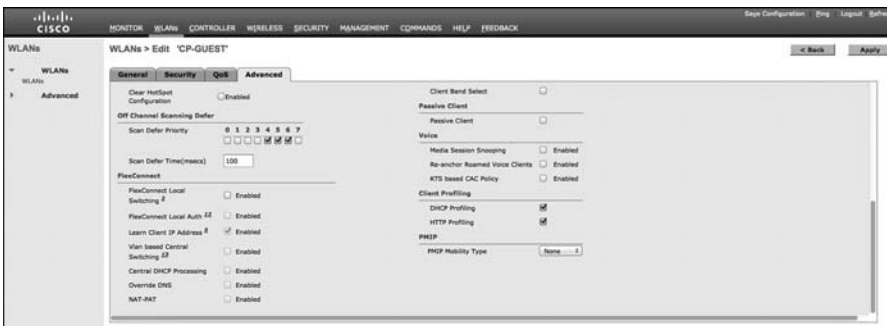 Save Configuration Ping Logout Refre
CISCO
MONITOR WLANs CONTROLLER WIRELESS SECURITY MANAGEMENT COMMANDS HELP FEEDBACK
WLANs
WLANs > Edit 'CP-GUEST'
< Back
Apply
WLANs
WLANs
Advanced
General Security QoS Advanced
Clear HotSpot
Configuration
Enabled
Off Channel Scanning Defer
Scan Defer Priority
0 1 2 3 4 5 6 7
Scan Defer Time(msecs) 100
FlexConnect
FlexConnect Local
Switching 2
Enabled
FlexConnect Local Auth 12 Enabled
Learn Client IP Address 5 Enabled
Vlan based Central
Switching 13
Enabled
Central DHCP Processing Enabled
Override DNS Enabled
NAT-PAT Enabled
Client Band Select
Passive Client
Passive Client
Voice
Media Session Snooping Enabled
Re-anchor Roamed Voice Clients Enabled
KTS based CAC Policy Enabled
Client Profiling
DHCP Profiling
HTTP Profiling
PMIP
PMIP Mobility Type None